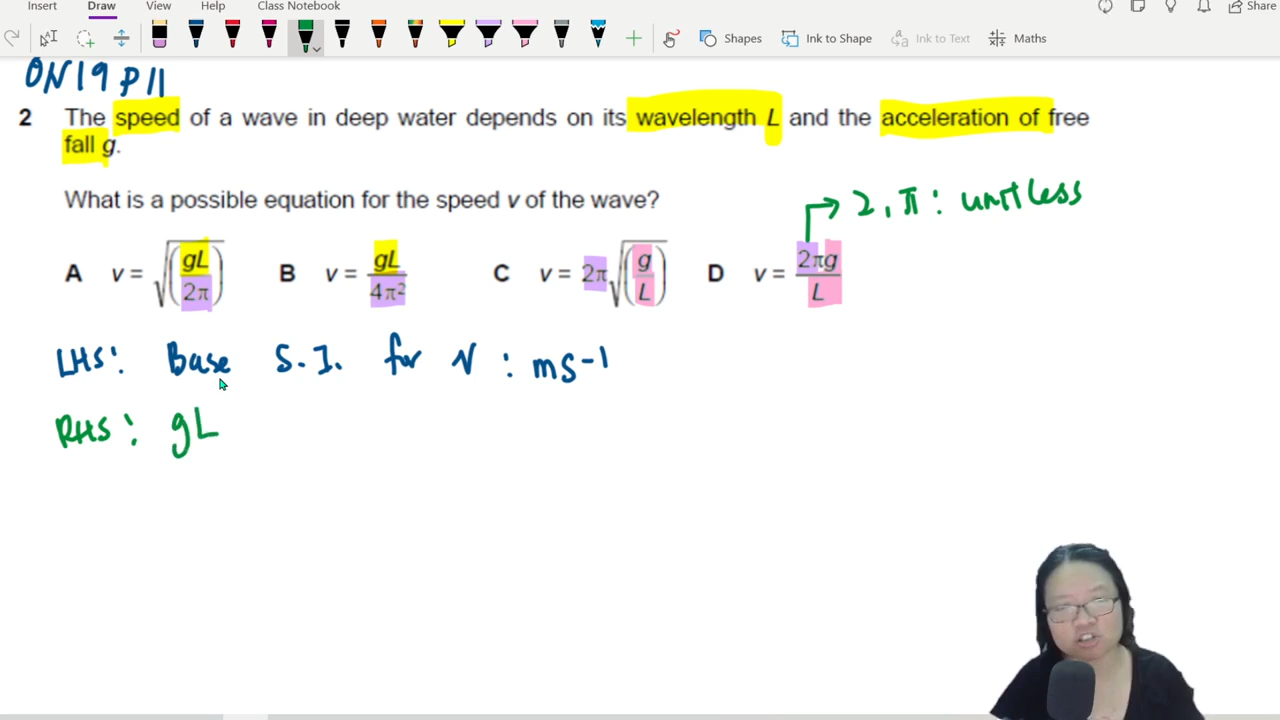 Insert Draw View Help Class Notebook Share
Shapes Ink to Shape Ink to Text Maths
ON19 P11
2 The speed of a wave in deep water depends on its wavelength L and the acceleration of free
fall g.
What is a possible equation for the speed v of the wave?
2, π : unitless
A v = √(gL/2π) B v = gL/4π² C v = 2π√(g/L) D v = 2πg/L
LHS: Base S.I. for v : ms-1
RHS: gL